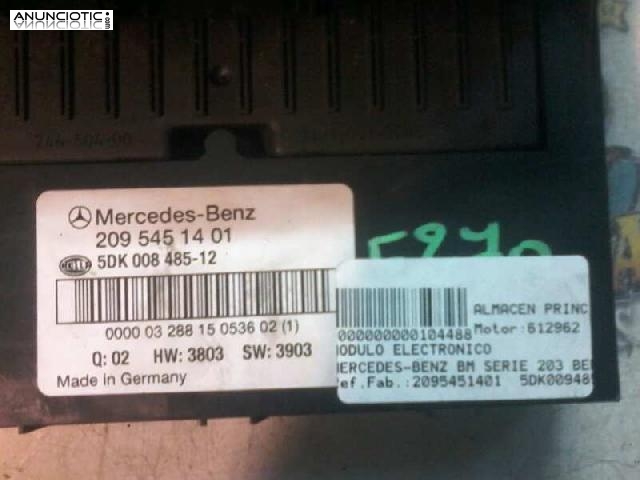 ANUNCIOTIC
Mercedes-Benz
209 545 14 01
HELLA 5DK 008 485-12
0000 03 288 15 0536 02 (1)
Q: 02 HW: 3803 SW: 3903
Made in Germany
ALMACEN PRINC
000000000104488 Motor:612962
MODULO ELECTRONICO
MERCEDES-BENZ BM SERIE 203 BE
ef.Fab.:2095451401 5DK00948